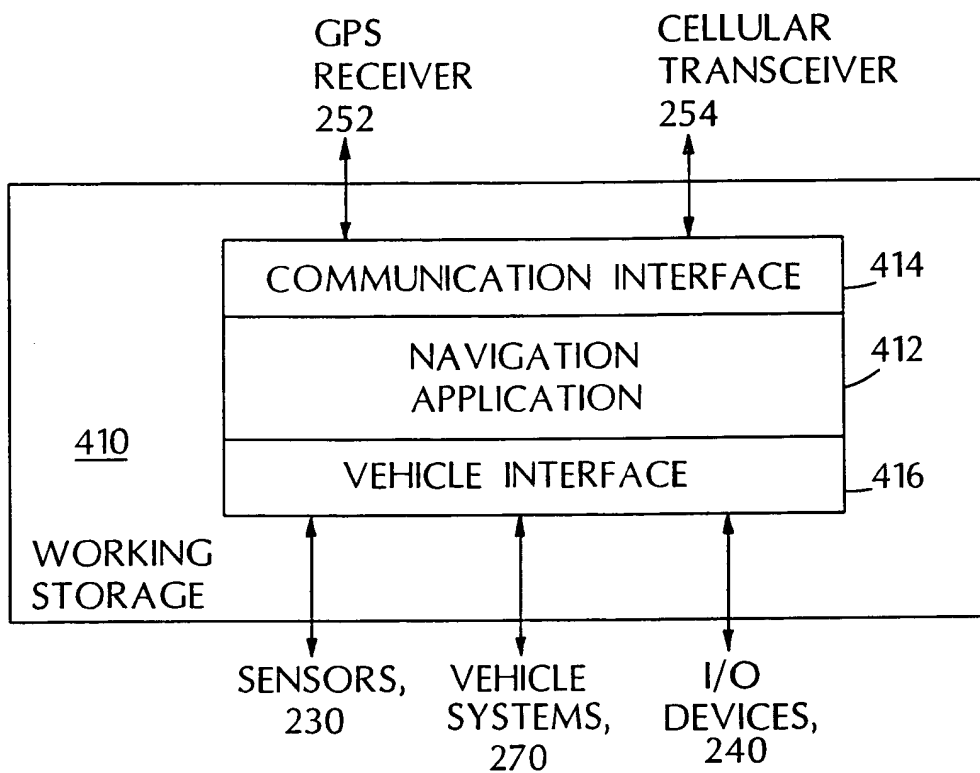 GPS
RECEIVER
252
CELLULAR
TRANSCEIVER
254
COMMUNICATION INTERFACE
414
NAVIGATION
APPLICATION
412
410
VEHICLE INTERFACE
416
WORKING
STORAGE
SENSORS,
230
VEHICLE
SYSTEMS,
270
I/O
DEVICES,
240